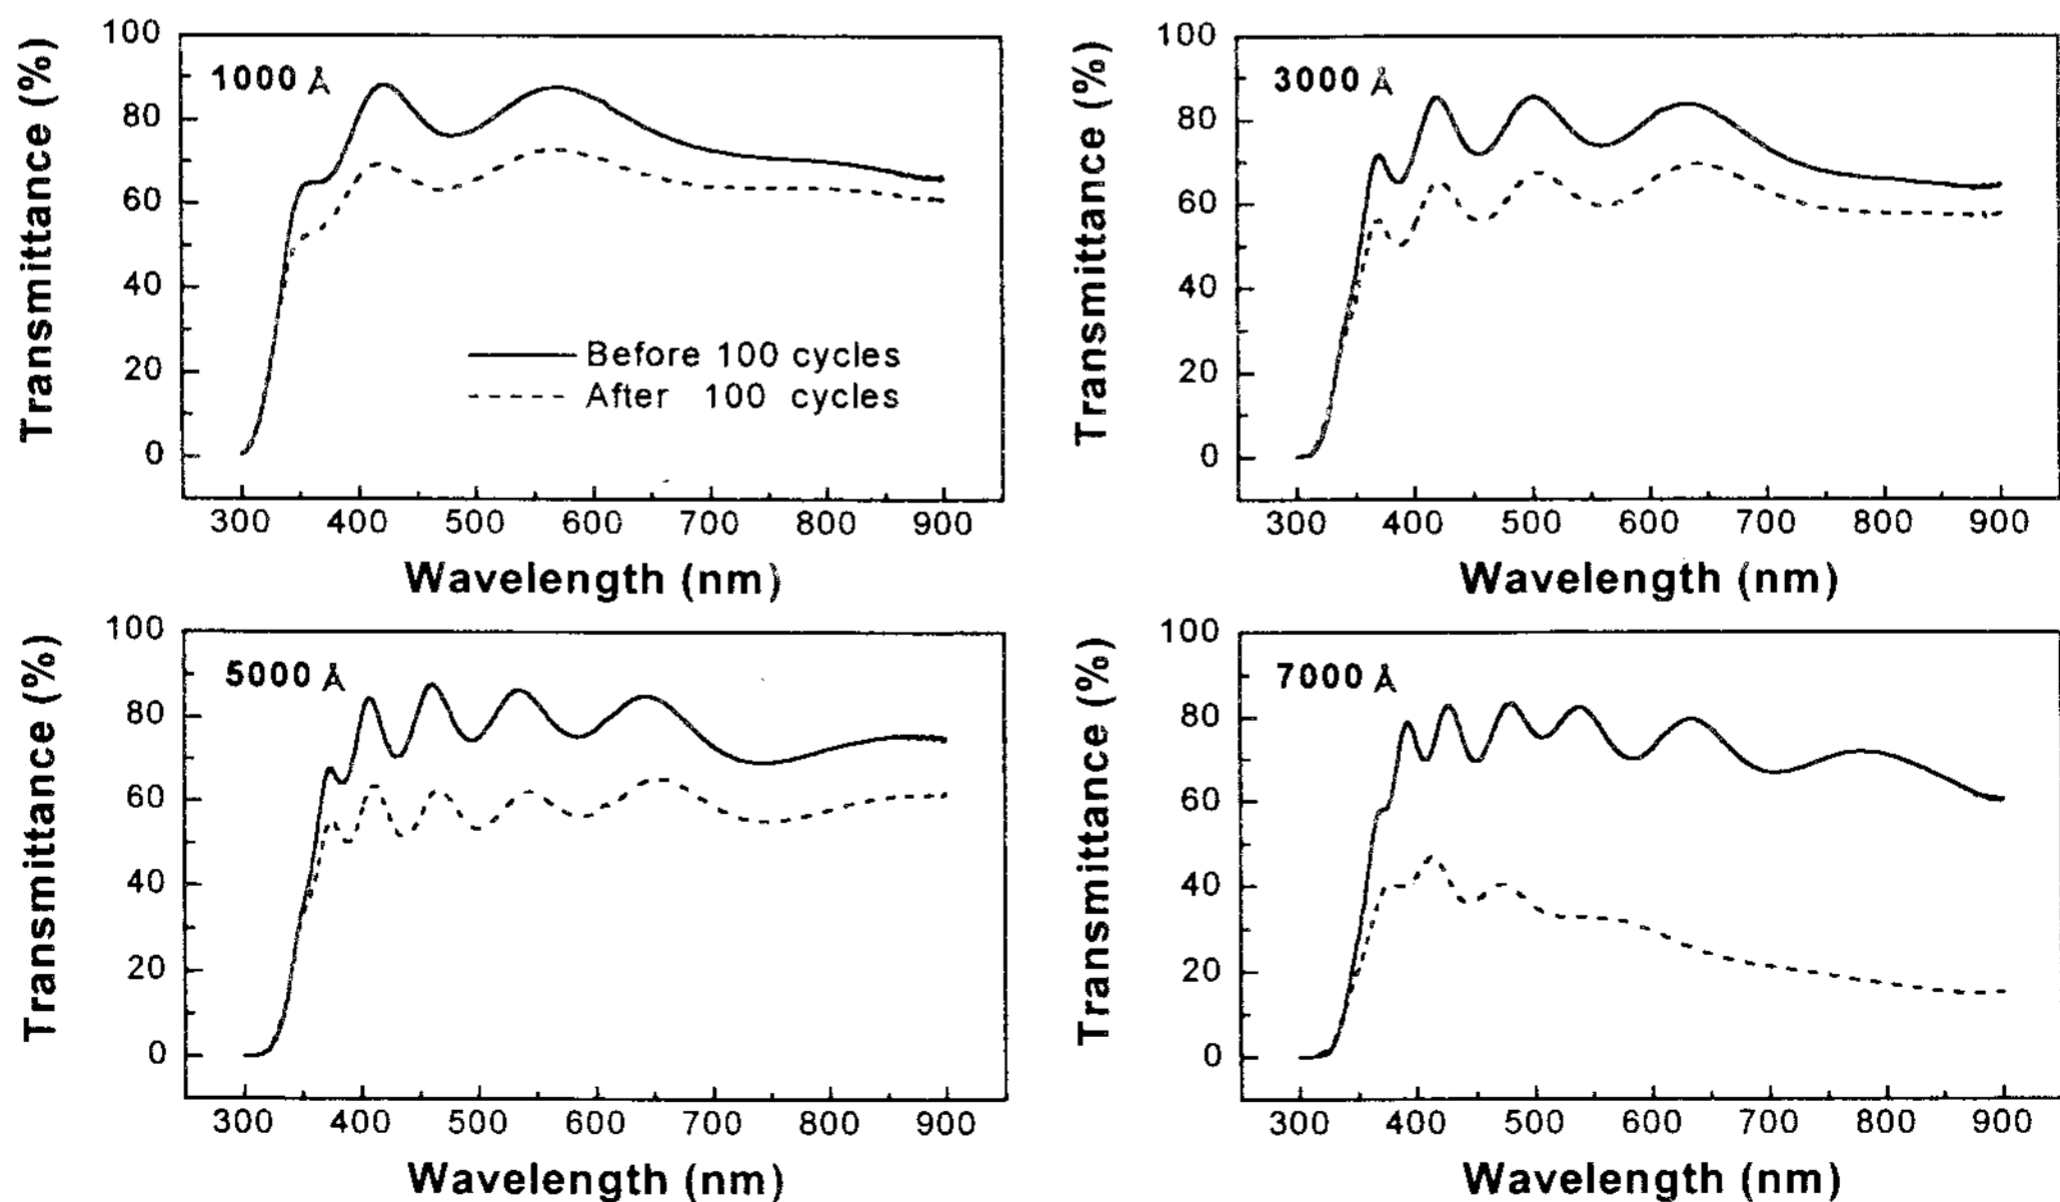 Transmittance (%)
100
80
60
40
20
0
1000 Å
Before 100 cycles
After 100 cycles
300 400 500 600 700 800 900
Wavelength (nm)
Transmittance (%)
100
80
60
40
20
0
3000 Å
300 400 500 600 700 800 900
Wavelength (nm)
Transmittance (%)
100
80
60
40
20
0
5000 Å
300 400 500 600 700 800 900
Wavelength (nm)
Transmittance (%)
100
80
60
40
20
0
7000 Å
300 400 500 600 700 800 900
Wavelength (nm)